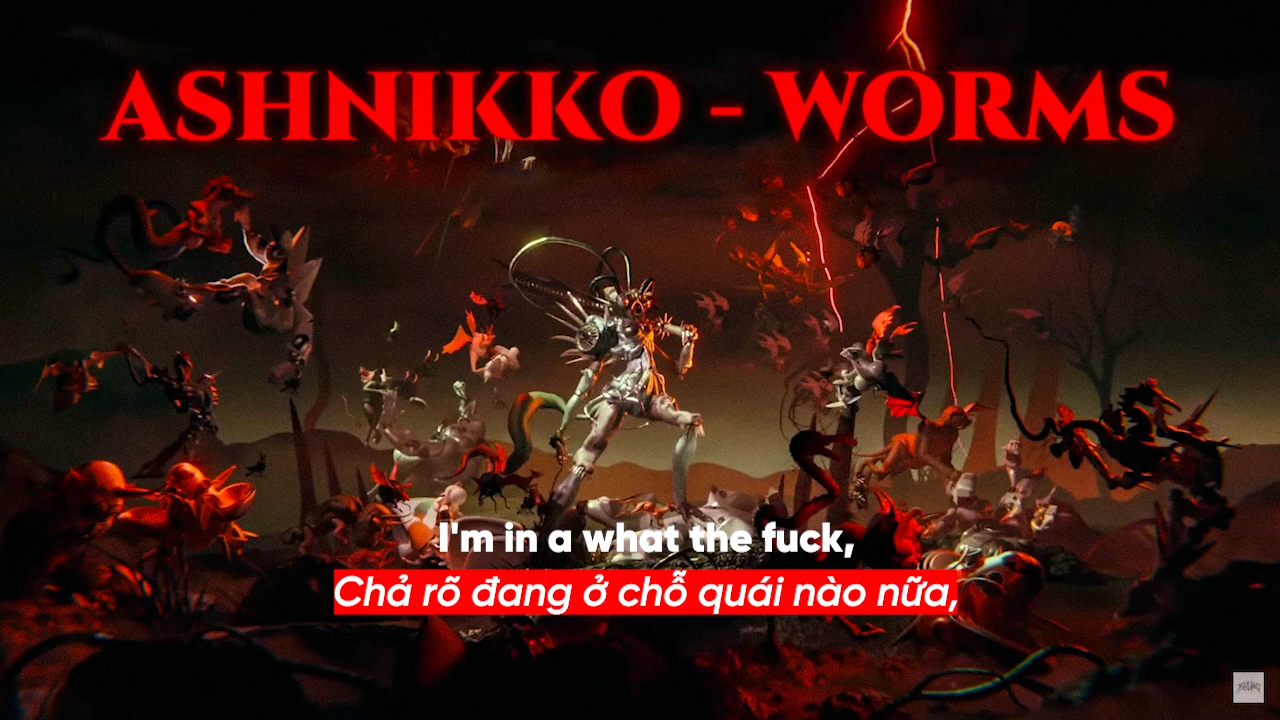 ASHNIKKO - WORMS
I'm in a what the fuck,
Chả rõ đang ở chỗ quái nào nữa,